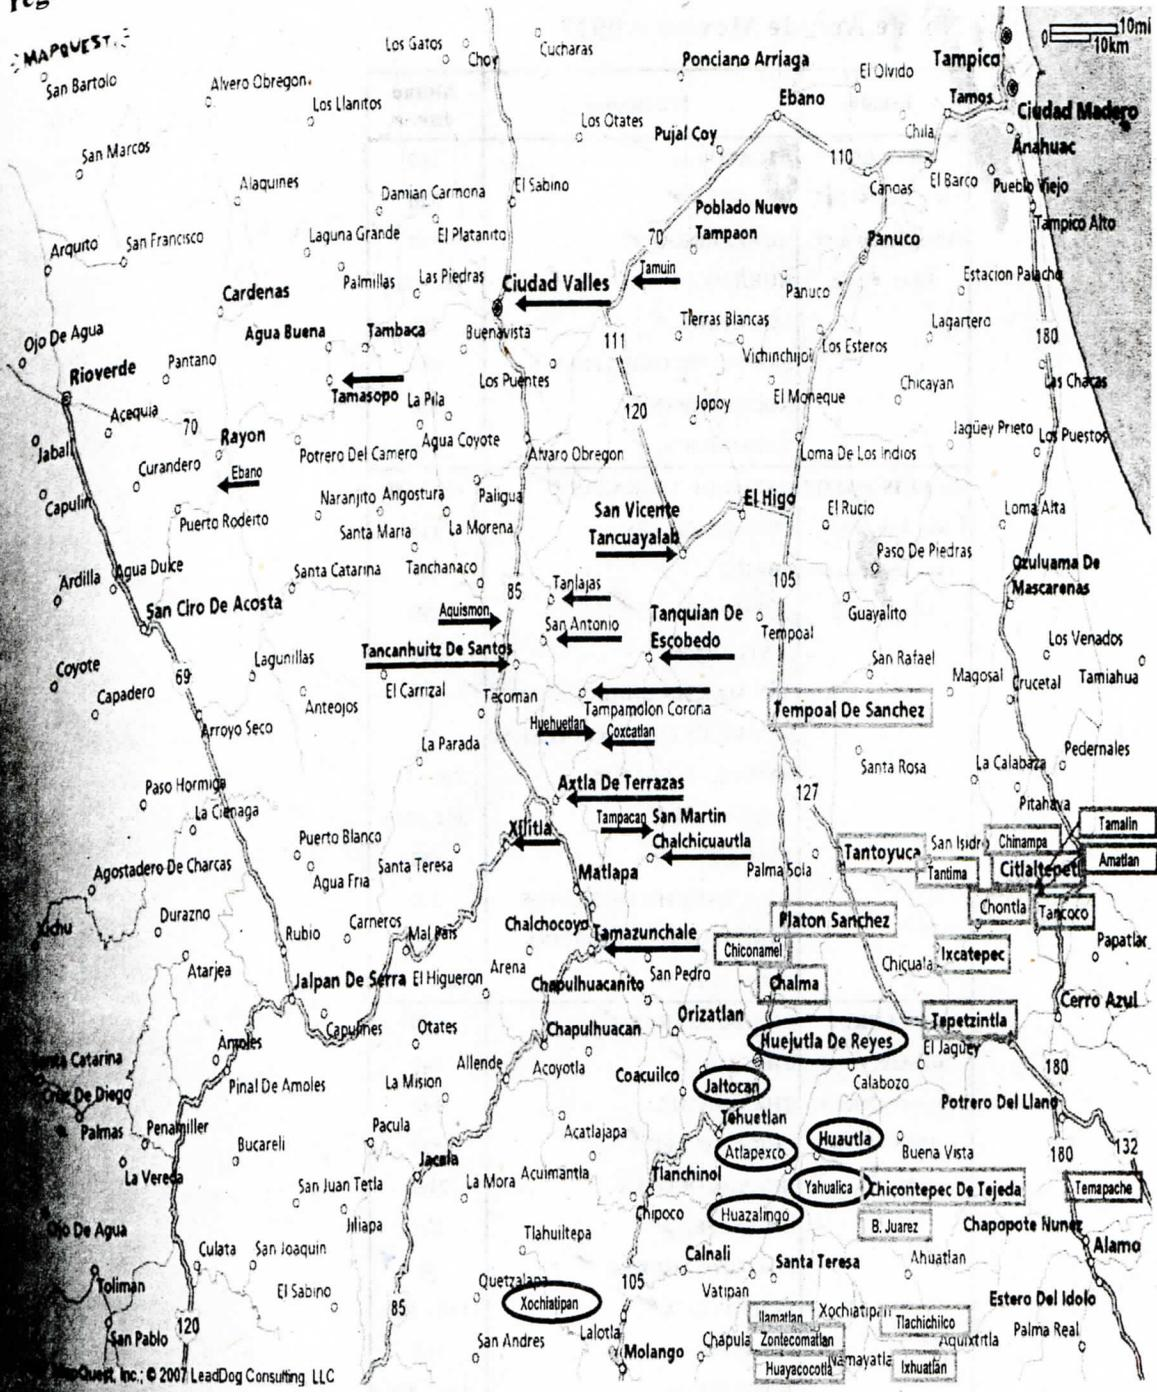 reg
MAPQUEST.
0 10mi
10km
Los Gatos
Choy
Cucharas
Ponciano Arriaga
El Olvido
Tampico
San Bartolo
Alvero Obregon
Los Llanitos
Ebano
Tamos
Ciudad Madero
Los Otates
Pujal Coy
Chila
Anahuac
San Marcos
110
Canoas
El Barco
Pueblo Viejo
Alaquines
Damian Carmona
El Sabino
Poblado Nuevo
Tampaon
Tampico Alto
Arquito
San Francisco
Laguna Grande
El Platanito
70
Panuco
Palmillas
Las Piedras
Ciudad Valles
Tamuin
Estacion Palacho
Cardenas
Panuco
Ojo De Agua
Agua Buena
Tambaca
Buenavista
Tierras Blancas
Lagartero
111
Los Esteros
180
Rioverde
Pantano
Vichinchijol
Los Puentes
Tamasopo
La Pila
El Moneque
Chicayan
Las Chacas
Acequia
120
Jopoy
70
Rayon
Agua Coyote
Jagüey Prieto
Los Puestos
Jabali
Potrero Del Camero
Alvaro Obregon
Loma De Los Indios
Curandero
Ebano
Capulin
Naranjito
Angostura
Paligua
San Vicente
Tancuayalab
El Higo
El Rucio
Loma Alta
Puerto Roderto
Santa Maria
La Morena
Paso De Piedras
Ozuluama De
Mascarenas
Ardilla
Agua Dulce
Santa Catarina
Tanchanaco
85
Tanlajas
105
San Ciro De Acosta
Aquismon
San Antonio
Tanquian De
Escobedo
Guayalito
Tempoal
Los Venados
Coyote
Lagunillas
Tancanhuitz De Santos
San Rafael
69
Capadero
El Carrizal
Tecoman
Magosal
Crucetal
Tamiahua
Anteojos
Tampamolon Corona
Tempoal De Sanchez
Arroyo Seco
Huehuetlan
Coxcatlan
La Parada
Santa Rosa
La Calabaza
Pedernales
Paso Hormiga
Axtla De Terrazas
127
Pitahaya
La Cienaga
Tampacan
San Martin
Chalchicuautla
Tamalin
Puerto Blanco
Xilitla
San Isidro
Chinampa
Amatlan
Agostadero De Charcas
Agua Fria
Santa Teresa
Matlapa
Palma Sola
Tantoyuca
Tantima
Citlaltepetl
Xichu
Durazno
Carneros
Chalchocoyo
Platon Sanchez
Chontla
Tancoco
Rubio
Mal Pais
Tamazunchale
Chiconamel
Ixcatepec
Papatlar
Atarjea
Arena
San Pedro
Chicuala
Jalpan De Serra
El Higueron
Chapulhuacanito
Chalma
Cerro Azul
Capulines
Otates
Chapulhuacan
Orizatlan
Huejutla De Reyes
Tepetzintla
Santa Catarina
Amoles
Allende
Acoyotla
El Jaguey
180
Cruz De Diego
Pinal De Amoles
La Mision
Coacuilco
Jaltocan
Calabozo
Potrero Del Llano
Palmas
Penamiller
Pacula
Acatlajapa
Tehuetlan
Huautla
Bucareli
Atlapexco
Buena Vista
180
132
La Vereda
Jacala
Acuimantla
Tlanchinol
Yahualica
Chicontepec De Tejeda
Temapache
San Juan Tetla
La Mora
Chipoco
Huazalingo
Ojo De Agua
Jiliapa
B. Juarez
Chapopote Nunez
Tlahuiltepa
Alamo
Culata
San Joaquin
Calnali
Santa Teresa
Ahuatlan
Toliman
El Sabino
Quetzalapa
105
Vatipan
Xochiatipan
Estero Del Idolo
120
85
Ilamatlan
Xochiatipan
Tlachichilco
San Pablo
San Andres
Lalotla
Chapula
Zontecomatlan
Aquixtrtla
Palma Real
Molango
Huayacocotla
Namayatla
Ixhuatlán
MapQuest, Inc.; © 2007 LeadDog Consulting LLC